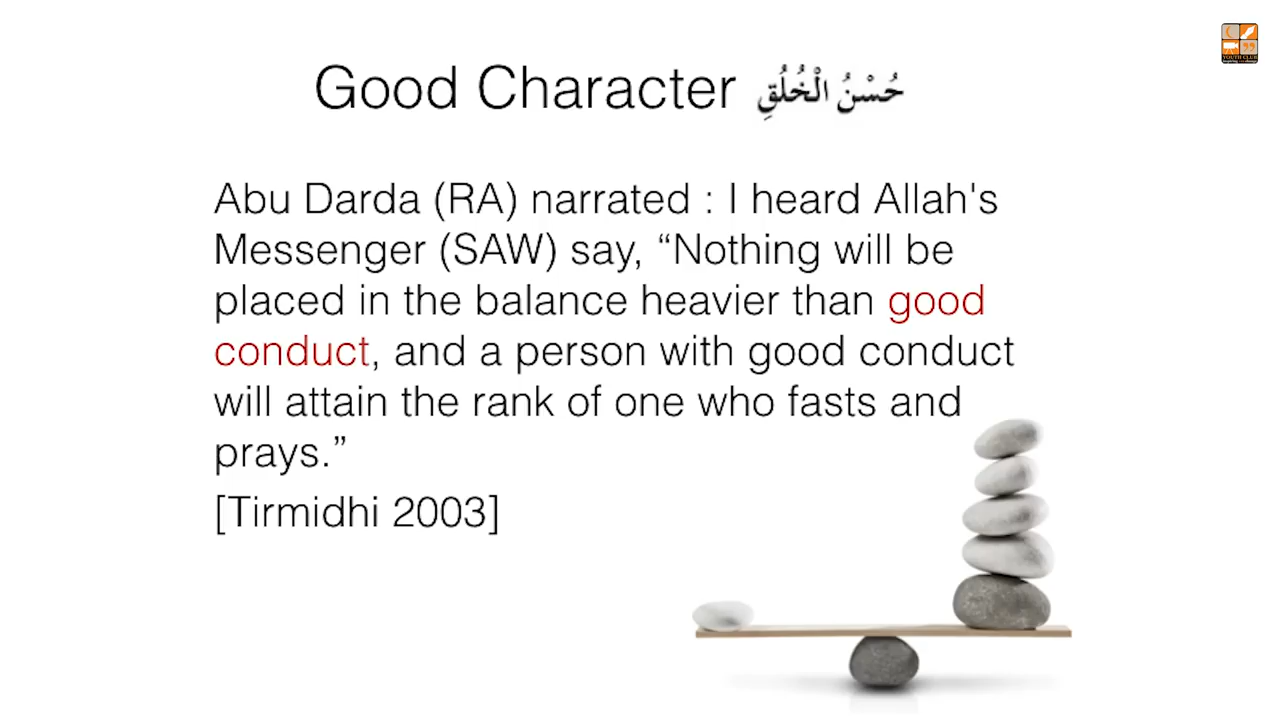 Good Character حُسْنُ الْخُلُقِ
Abu Darda (RA) narrated : I heard Allah's
Messenger (SAW) say, “Nothing will be
placed in the balance heavier than good
conduct, and a person with good conduct
will attain the rank of one who fasts and
prays.”
[Tirmidhi 2003]
YOUTH CLUB